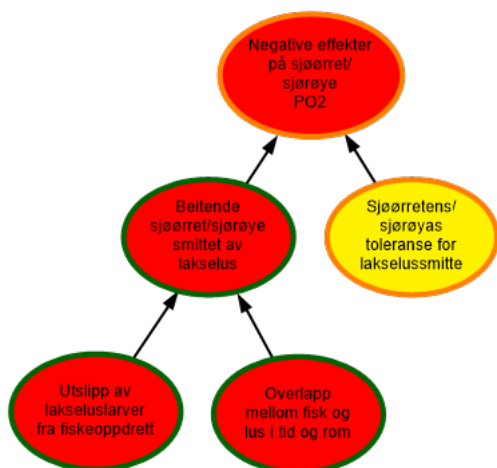 Negative effekter
på sjøørret/
sjørøye
PO2
Beitende
sjøørret/sjørøye
smittet av
lakselus
Sjøørretens/
sjørøyas
toleranse for
lakselussmitte
Utslipp av
lakseluslarver
fra fiskeoppdrett
Overlapp
mellom fisk og
lus i tid og rom